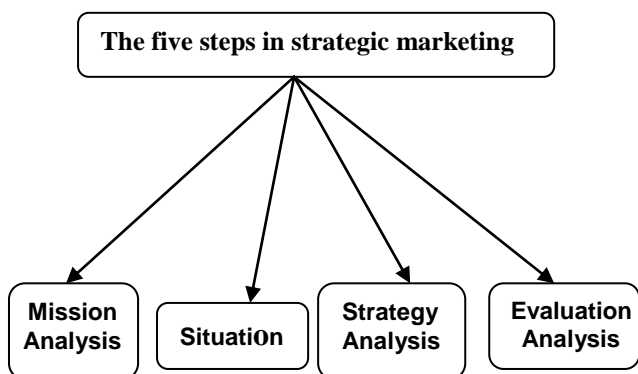 The five steps in strategic marketing
Mission
Analysis
Situation
Strategy
Analysis
Evaluation
Analysis